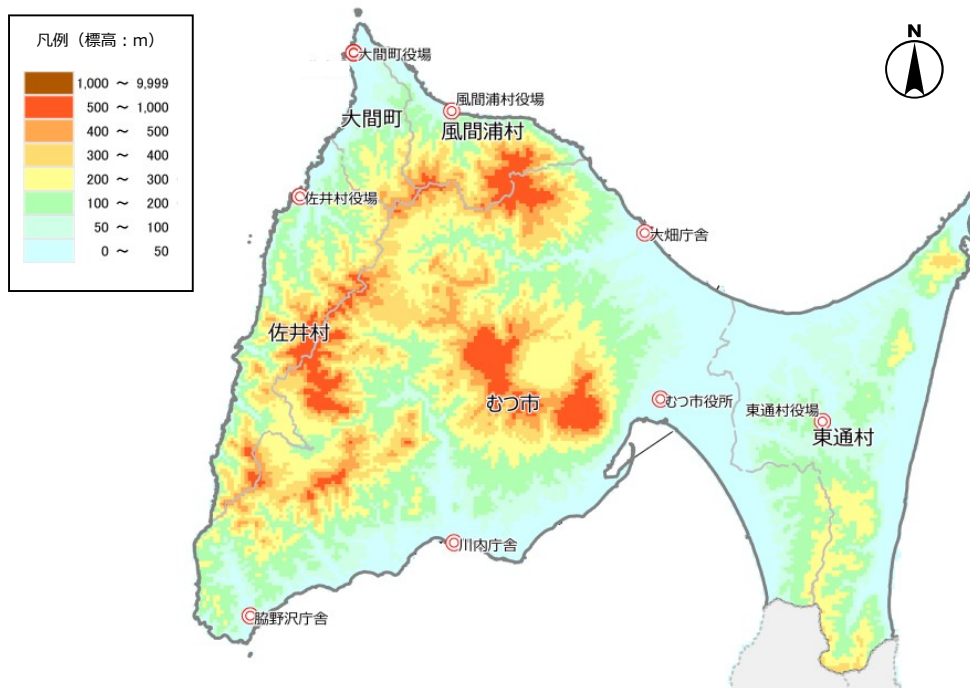 凡例（標高：m）
1,000 ～ 9,999
500 ～ 1,000
400 ～ 500
300 ～ 400
200 ～ 300
100 ～ 200
50 ～ 100
0 ～ 50
N
大間町役場
風間浦村役場
大間町
風間浦村
佐井村役場
大畑庁舎
佐井村
むつ市
むつ市役所
東通村役場
東通村
川内庁舎
脇野沢庁舎